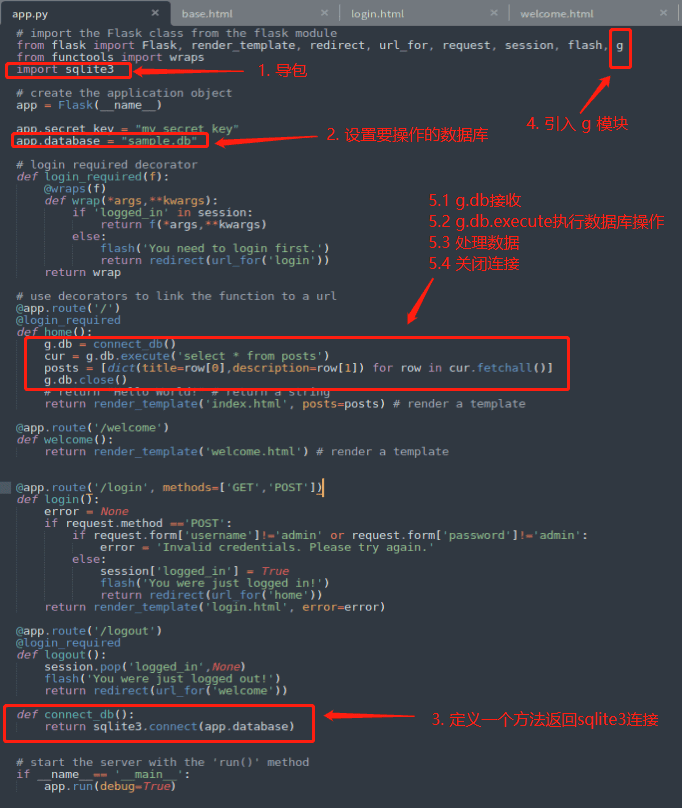 app.py × base.html × login.html × welcome.html ×
# import the Flask class from the flask module
from flask import Flask, render_template, redirect, url_for, request, session, flash, g
from functools import wraps
import sqlite3
1. 导包
# create the application object
app = Flask(__name__)
4. 引入 g 模块
app.secret_key = "my secret key"
app.database = "sample.db"
2. 设置要操作的数据库
# login required decorator
def login_required(f):
@wraps(f)
def wrap(*args,**kwargs):
if 'logged_in' in session:
return f(*args,**kwargs)
else:
flash('You need to login first.')
return redirect(url_for('login'))
return wrap
5.1 g.db接收
5.2 g.db.execute执行数据库操作
5.3 处理数据
5.4 关闭连接
# use decorators to link the function to a url
@app.route('/')
@login_required
def home():
g.db = connect_db()
cur = g.db.execute('select * from posts')
posts = [dict(title=row[0],description=row[1]) for row in cur.fetchall()]
g.db.close()
# return "Hello World!" # return a string
return render_template('index.html', posts=posts) # render a template
@app.route('/welcome')
def welcome():
return render_template('welcome.html') # render a template
@app.route('/login', methods=['GET','POST'])
def login():
error = None
if request.method =='POST':
if request.form['username']!='admin' or request.form['password']!='admin':
error = 'Invalid credentials. Please try again.'
else:
session['logged_in'] = True
flash('You were just logged in!')
return redirect(url_for('home'))
return render_template('login.html', error=error)
@app.route('/logout')
@login_required
def logout():
session.pop('logged_in',None)
flash('You were just logged out!')
return redirect(url_for('welcome'))
def connect_db():
return sqlite3.connect(app.database)
3. 定义一个方法返回sqlite3连接
# start the server with the 'run()' method
if __name__== '__main__':
app.run(debug=True)